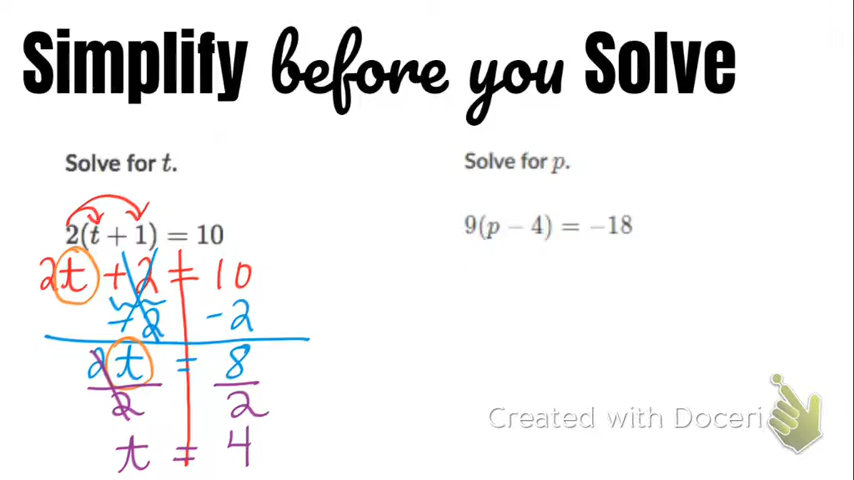 Simplify before you Solve
Solve for t.
2(t + 1) = 10
2t + 2 = 10
- 2 - 2
2t = 8
2 2
t = 4
Solve for p.
9(p − 4) = −18
Created with Doceri